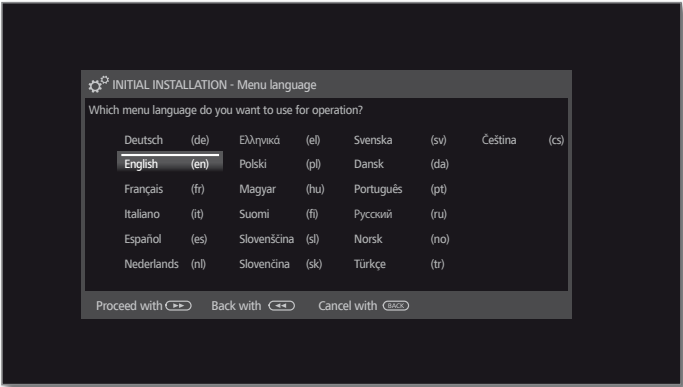 INITIAL INSTALLATION - Menu language
Which menu language do you want to use for operation?
Deutsch (de) Ελληνικά (el) Svenska (sv) Čeština (cs)
English (en) Polski (pl) Dansk (da)
Français (fr) Magyar (hu) Português (pt)
Italiano (it) Suomi (fi) Русский (ru)
Español (es) Slovenščina (sl) Norsk (no)
Nederlands (nl) Slovenčina (sk) Türkçe (tr)
Proceed with Back with Cancel with BACK